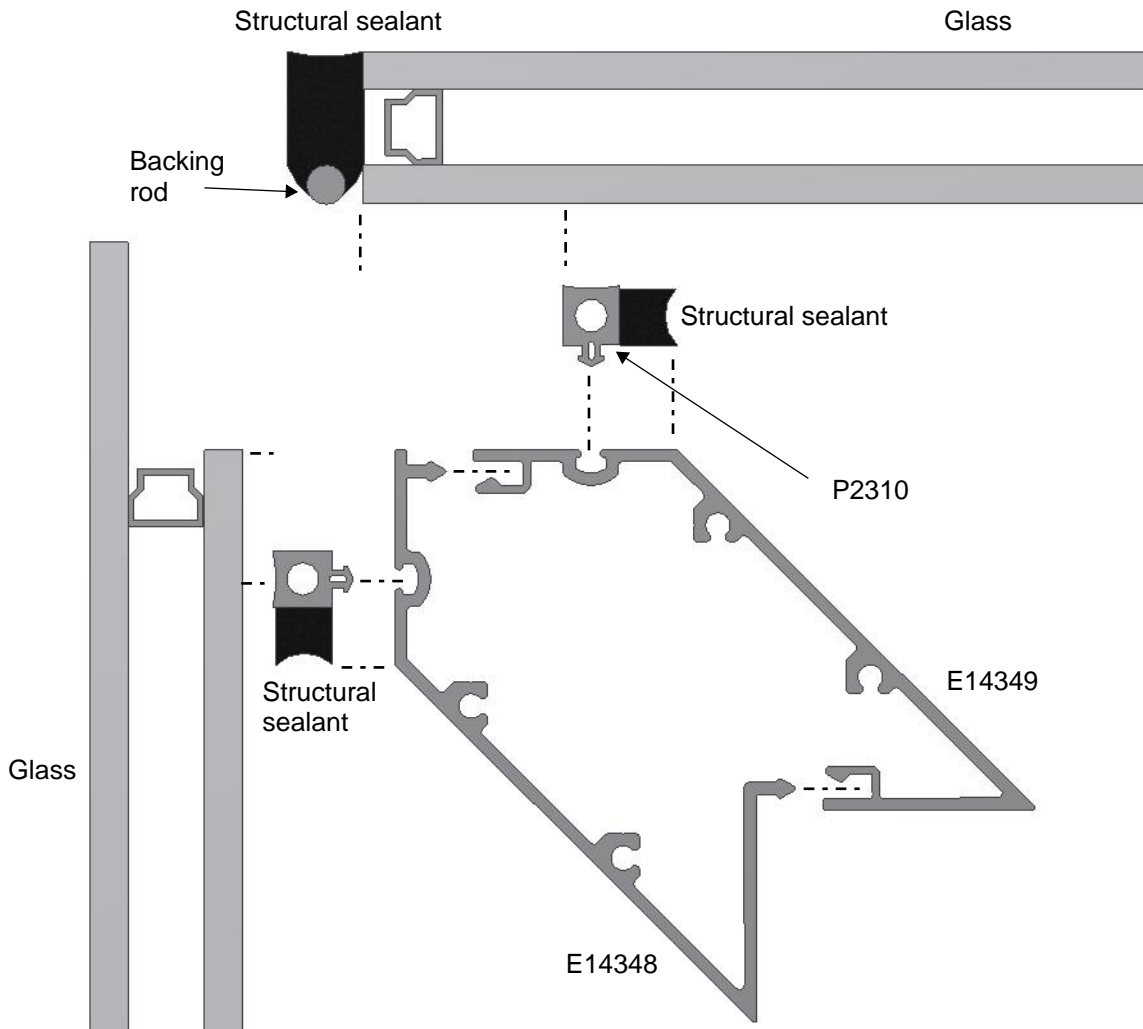 Structural sealant
Glass
Backing
rod
Structural sealant
P2310
E14349
Structural
sealant
Glass
E14348